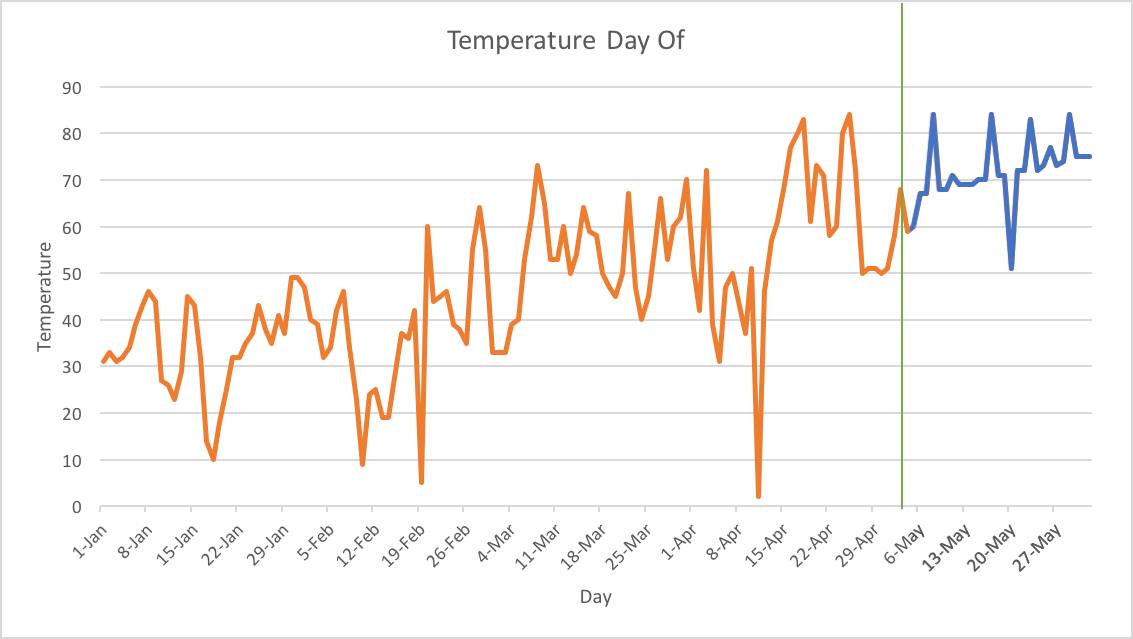 Temperature Day Of
90
80
70
60
50
40
30
20
10
0
Temperature
1-Jan
8-Jan
15-Jan
22-Jan
29-Jan
5-Feb
12-Feb
19-Feb
26-Feb
4-Mar
11-Mar
18-Mar
25-Mar
1-Apr
8-Apr
15-Apr
22-Apr
29-Apr
6-May
13-May
20-May
27-May
Day